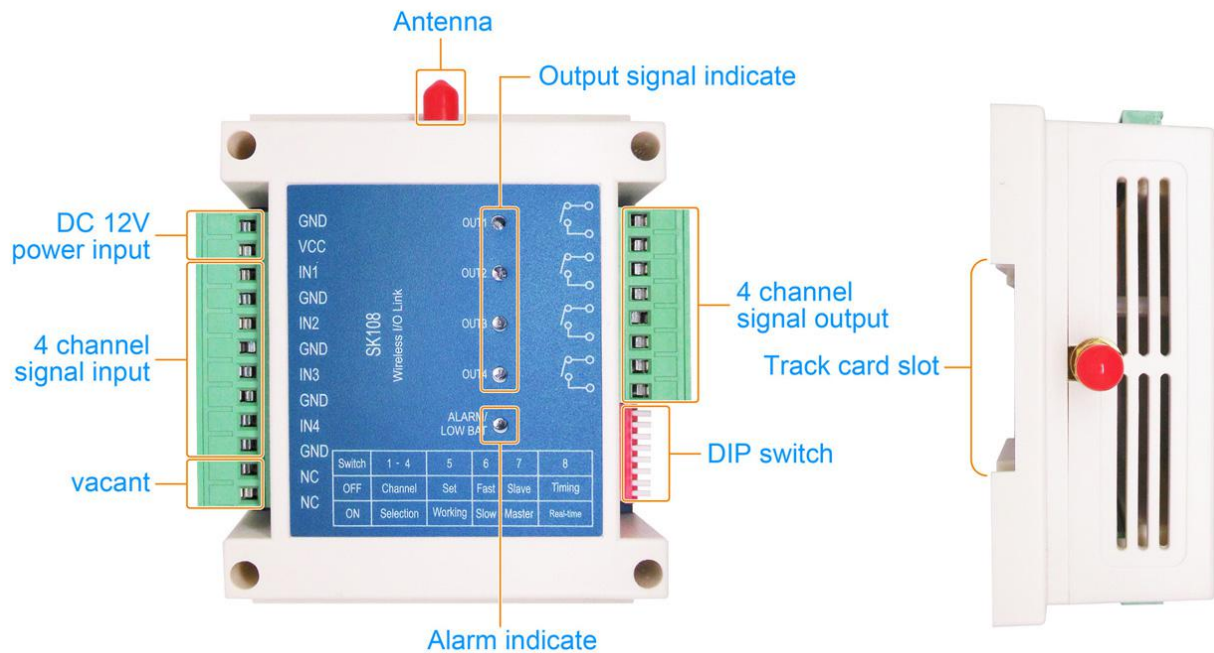 Antenna
Output signal indicate
DC 12V
power input
4 channel
signal input
vacant
GND
VCC
IN1
GND
IN2
GND
IN3
GND
IN4
GND
NC
NC
SK108
Wireless I/O Link
OUT1
OUT2
OUT3
OUT4
ALARM/
LOW BAT
Switch 1 - 4 5 6 7 8
OFF Channel Set Fast Slave Timing
ON Selection Working Slow Master Real-time
4 channel
signal output
DIP switch
Track card slot
Alarm indicate